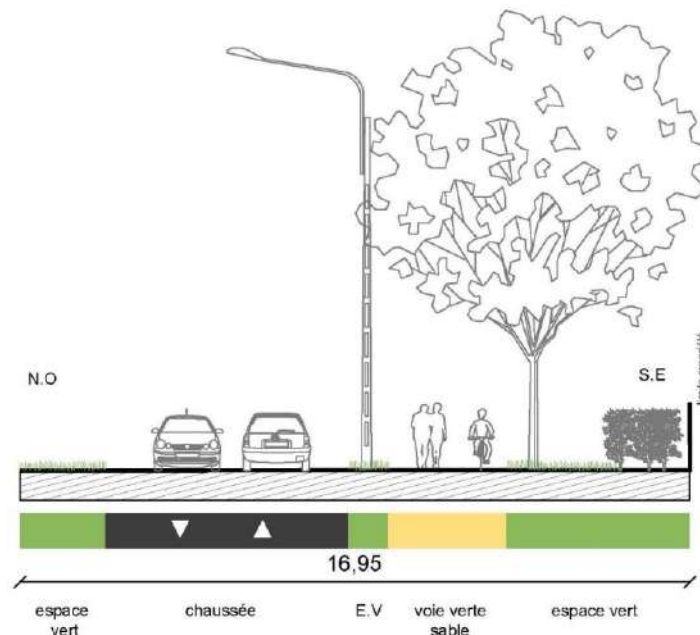 N.O
S.E
16,95
espace
vert
chaussée
E.V
voie verte
sable
espace vert